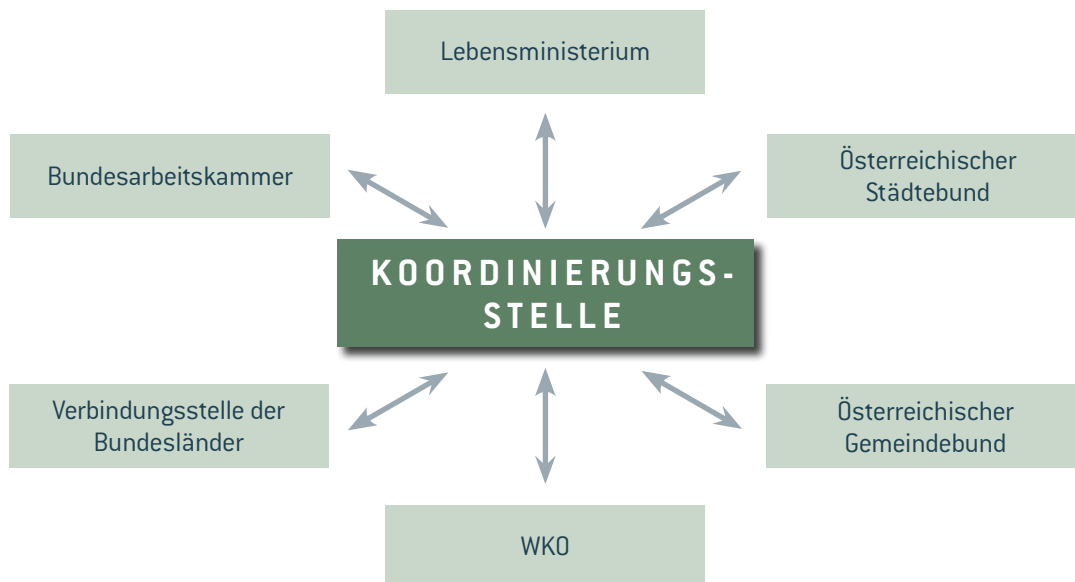 Lebensministerium
Bundesarbeitskammer
Österreichischer
Städtebund
KOORDINIERUNGS-
STELLE
Verbindungsstelle der
Bundesländer
Österreichischer
Gemeindebund
WKO